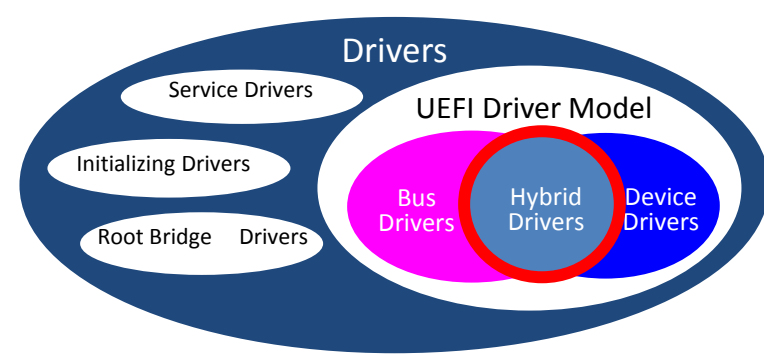 Drivers
Service Drivers
UEFI Driver Model
Initializing Drivers
Bus
Drivers
Hybrid
Drivers
Device
Drivers
Root Bridge Drivers